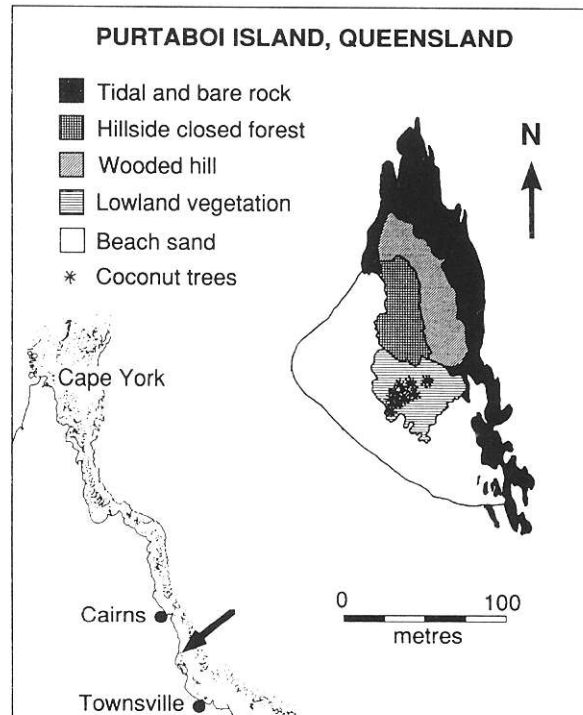 PURTABOI ISLAND, QUEENSLAND
Tidal and bare rock
Hillside closed forest
Wooded hill
Lowland vegetation
Beach sand
Coconut trees
N
Cape York
Cairns
Townsville
0 100
metres